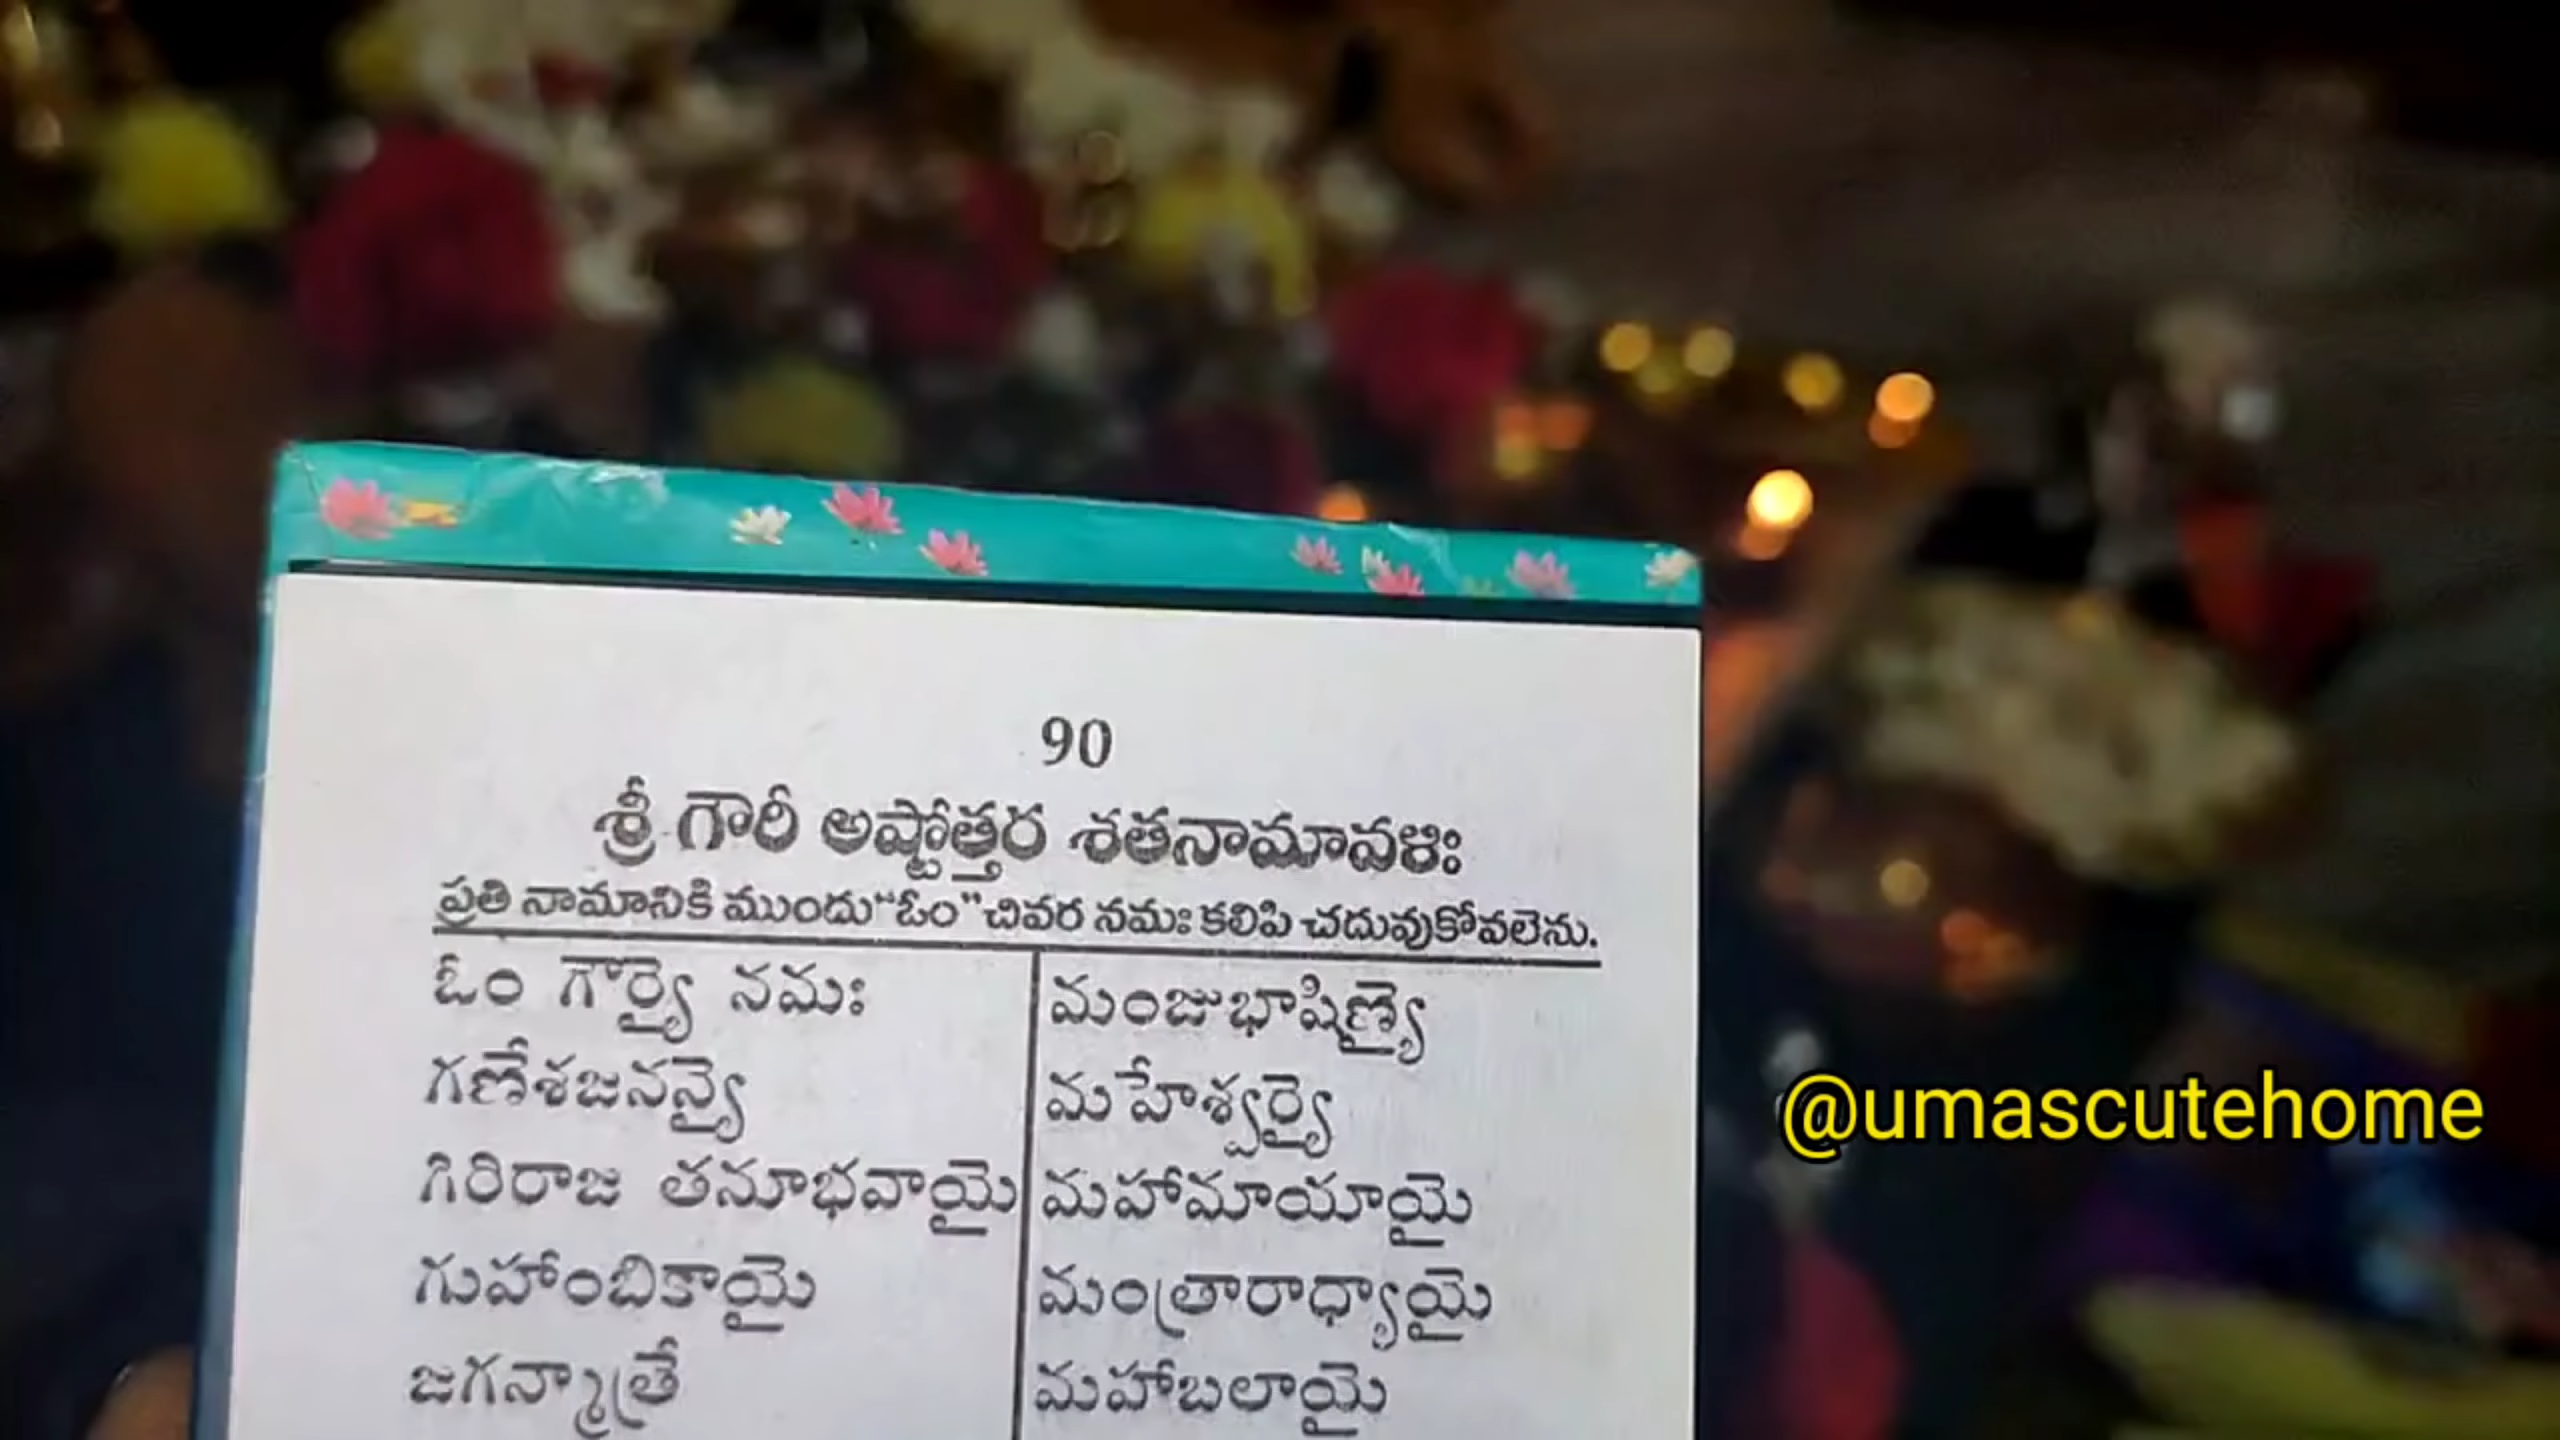 90
శ్రీ గౌరీ అష్టోత్తర శతనామావళిః
ప్రతి నామానికి ముందు“ఓం”చివర నమః కలిపి చదువుకోవలెను.
ఓం గౌర్యై నమః
గణేశజనన్యై
గిరిరాజ తనూభవాయై
గుహాంబికాయై
జగన్మాత్రే
మంజుభాషిణ్యై
మహేశ్వర్యై
మహామాయాయై
మంత్రారాధ్యాయై
మహాబలాయై
@umascutehome